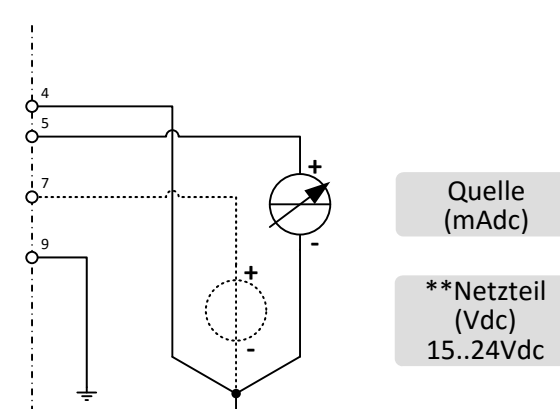 4
5
7
9
+
-
+
-
Quelle
(mAdc)
**Netzteil
(Vdc)
15..24Vdc